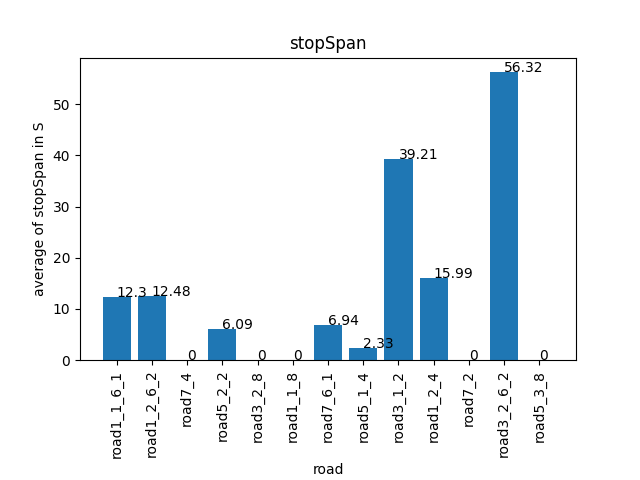 stopSpan
average of stopSpan in S
50
40
30
20
10
0
12.3
12.48
0
6.09
0
0
6.94
2.33
39.21
15.99
0
56.32
0
road1_1_6_1
road1_2_6_2
road7_4
road5_2_2
road3_2_8
road1_1_8
road7_6_1
road5_1_4
road3_1_2
road1_2_4
road7_2
road3_2_6_2
road5_3_8
road